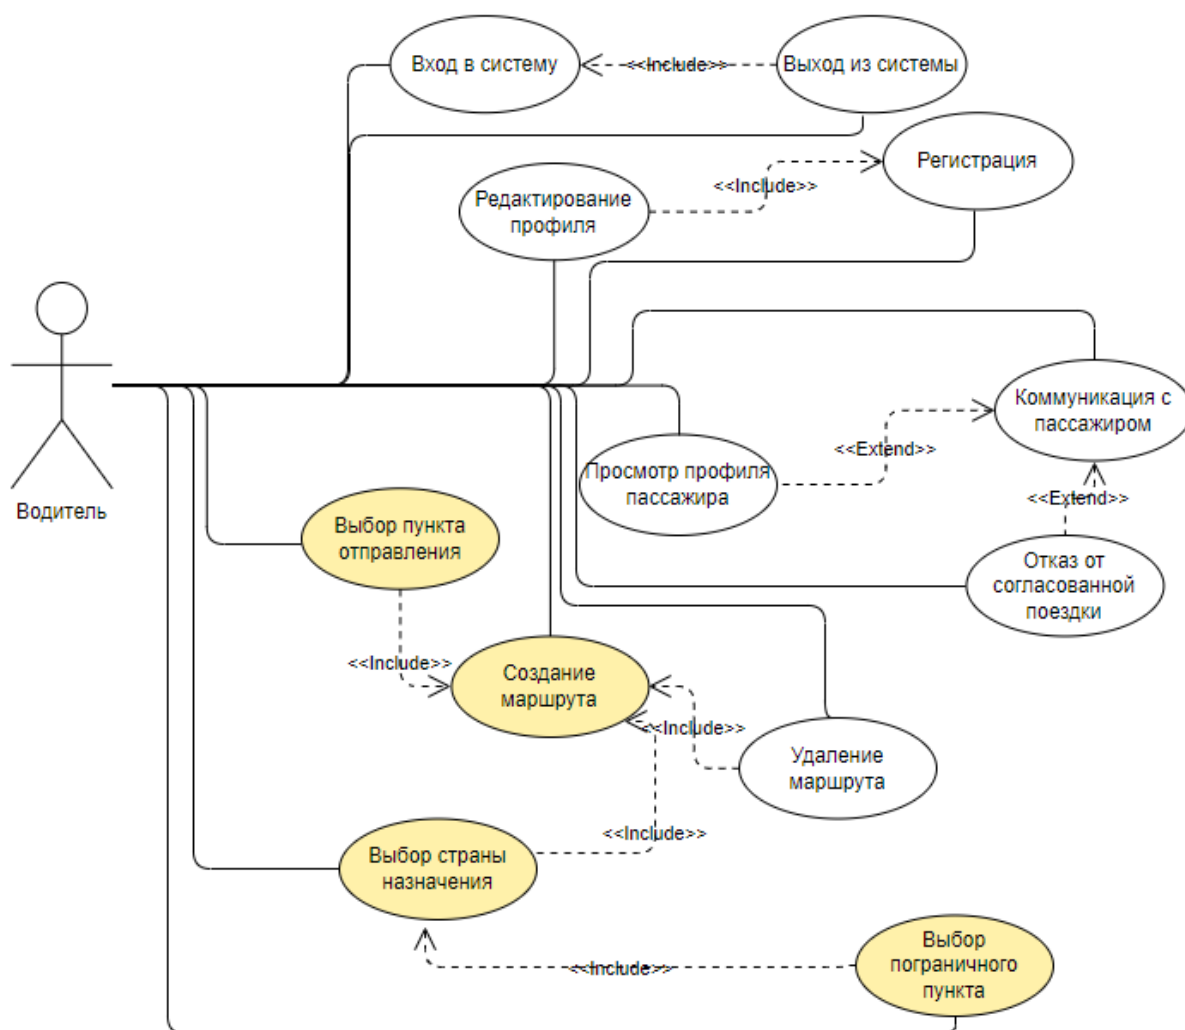 Вход в систему
<<Include>>
Выход из системы
Регистрация
<<Include>>
Редактирование
профиля
Коммуникация с
пассажиром
<<Extend>>
Просмотр профиля
пассажира
<<Extend>>
Водитель
Выбор пункта
отправления
Отказ от
согласованной
поездки
<<Include>>
Создание
маршрута
<<Include>>
Удаление
маршрута
<<Include>>
Выбор страны
назначения
<<Include>>
Выбор
пограничного
пункта